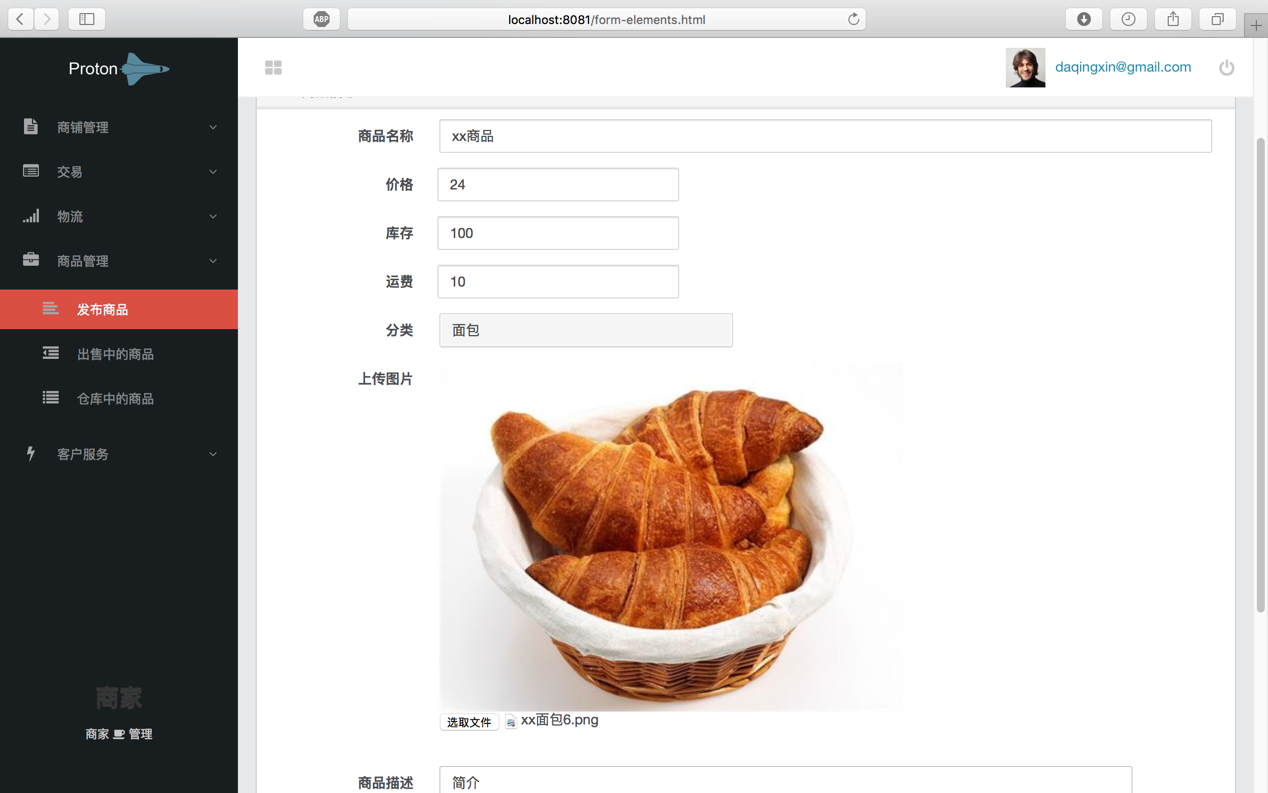 ABP
localhost:8081/form-elements.html
Proton
daqingxin@gmail.com
商铺管理
交易
物流
商品管理
发布商品
出售中的商品
仓库中的商品
客户服务
商家
商家 管理
商品名称 xx商品
价格 24
库存 100
运费 10
分类 面包
上传图片
选取文件 xx面包6.png
商品描述 简介